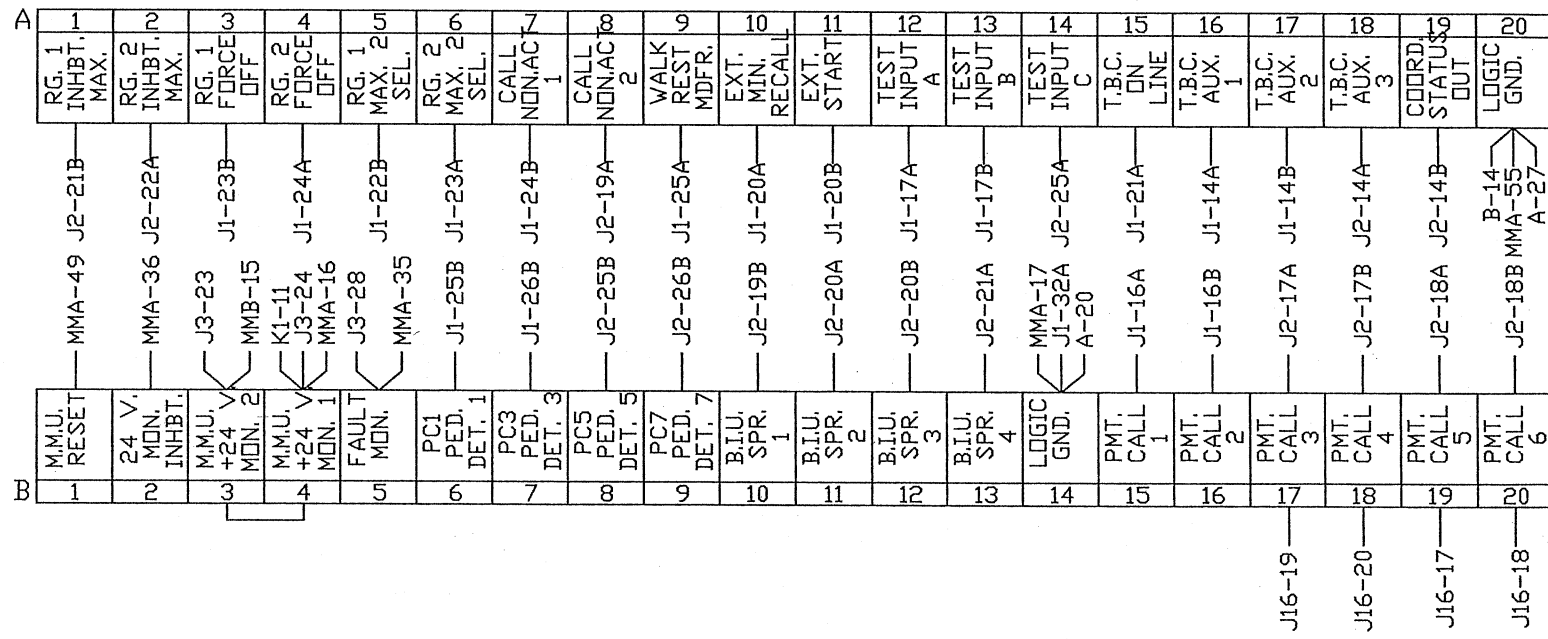 A 1 2 3 4 5 6 7 8 9 10 11 12 13 14 15 16 17 18 19 20
RG. 1
INHBT.
MAX.
RG. 2
INHBT.
MAX.
RG. 1
FORCE
OFF
RG. 2
FORCE
OFF
RG. 1
MAX. 2
SEL.
RG. 2
MAX. 2
SEL.
CALL
NON.ACT
1
CALL
NON.ACT
2
WALK
REST
MDFR.
EXT.
MIN.
RECALL
EXT.
START
TEST
INPUT
A
TEST
INPUT
B
TEST
INPUT
C
T.B.C.
ON
LINE
T.B.C.
AUX.
1
T.B.C.
AUX.
2
T.B.C.
AUX.
3
COORD.
STATUS
OUT
LOGIC
GND.
J2-21B
J2-22A
J1-23B
J1-24A
J1-22B
J1-23A
J1-24B
J2-19A
J1-25A
J1-20A
J1-20B
J1-17A
J1-17B
J2-25A
J1-21A
J1-14A
J1-14B
J2-14A
J2-14B
B-14
MMA-55
A-27
MMA-49
MMA-36
J3-23
MMB-15
K1-11
J3-24
MMA-16
J3-28
MMA-35
J1-25B
J1-26B
J2-25B
J2-26B
J2-19B
J2-20A
J2-20B
J2-21A
MMA-17
J1-32A
A-20
J1-16A
J1-16B
J2-17A
J2-17B
J2-18A
J2-18B
M.M.U.
RESET
24 V.
MON.
INHBT.
M.M.U.
+24 V
MON. 2
M.M.U.
+24 V
MON. 1
FAULT
MON.
PC1
PED.
DET. 1
PC3
PED.
DET. 3
PC5
PED.
DET. 5
PC7
PED.
DET. 7
B.I.U.
SPR.
1
B.I.U.
SPR.
2
B.I.U.
SPR.
3
B.I.U.
SPR.
4
LOGIC
GND.
PMT.
CALL
1
PMT.
CALL
2
PMT.
CALL
3
PMT.
CALL
4
PMT.
CALL
5
PMT.
CALL
6
B 1 2 3 4 5 6 7 8 9 10 11 12 13 14 15 16 17 18 19 20
J16-19
J16-20
J16-17
J16-18